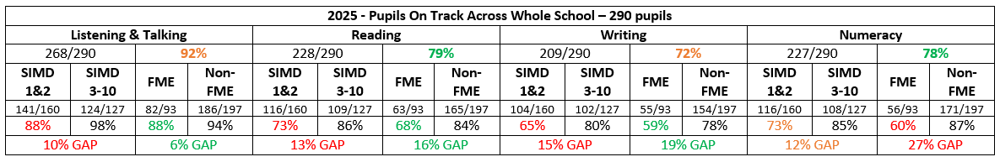 2025 - Pupils On Track Across Whole School – 290 pupils
Listening & Talking Reading Writing Numeracy
268/290 92% 228/290 79% 209/290 72% 227/290 78%
SIMD 1&2 SIMD 3-10 FME Non-FME SIMD 1&2 SIMD 3-10 FME Non-FME SIMD 1&2 SIMD 3-10 FME Non-FME SIMD 1&2 SIMD 3-10 FME Non-FME
141/160 124/127 82/93 186/197 116/160 109/127 63/93 165/197 104/160 102/127 55/93 154/197 116/160 108/127 56/93 171/197
88% 98% 88% 94% 73% 86% 68% 84% 65% 80% 59% 78% 73% 85% 60% 87%
10% GAP 6% GAP 13% GAP 16% GAP 15% GAP 19% GAP 12% GAP 27% GAP